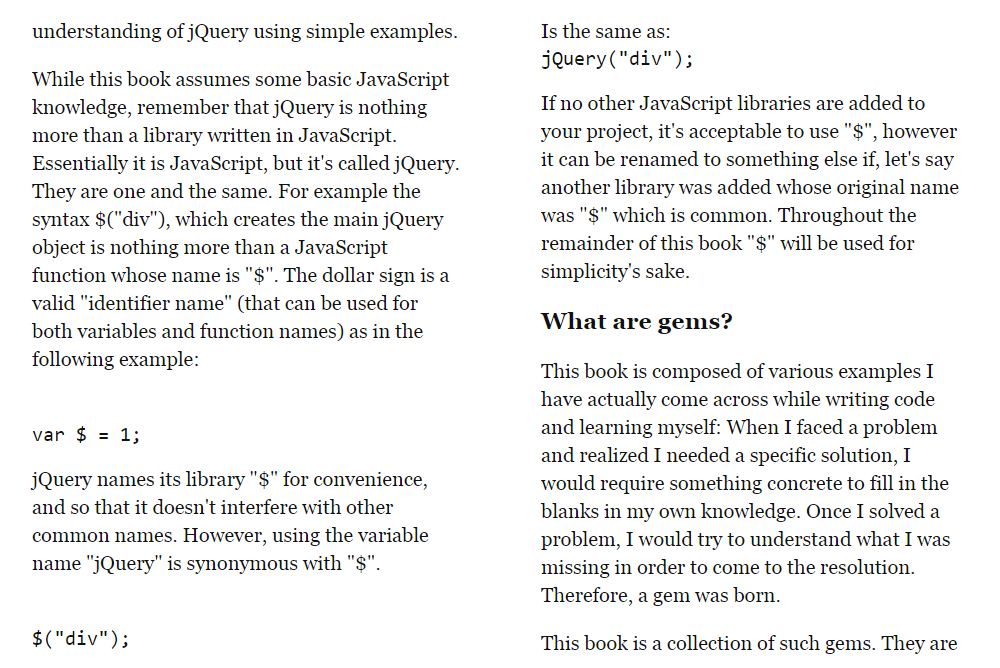 understanding of jQuery using simple examples.
While this book assumes some basic JavaScript
knowledge, remember that jQuery is nothing
more than a library written in JavaScript.
Essentially it is JavaScript, but it's called jQuery.
They are one and the same. For example the
syntax $("div"), which creates the main jQuery
object is nothing more than a JavaScript
function whose name is "$". The dollar sign is a
valid "identifier name" (that can be used for
both variables and function names) as in the
following example:
var $ = 1;
jQuery names its library "$" for convenience,
and so that it doesn't interfere with other
common names. However, using the variable
name "jQuery" is synonymous with "$".
$("div");
Is the same as:
jQuery("div");
If no other JavaScript libraries are added to
your project, it's acceptable to use "$", however
it can be renamed to something else if, let's say
another library was added whose original name
was "$" which is common. Throughout the
remainder of this book "$" will be used for
simplicity's sake.
What are gems?
This book is composed of various examples I
have actually come across while writing code
and learning myself: When I faced a problem
and realized I needed a specific solution, I
would require something concrete to fill in the
blanks in my own knowledge. Once I solved a
problem, I would try to understand what I was
missing in order to come to the resolution.
Therefore, a gem was born.
This book is a collection of such gems. They are